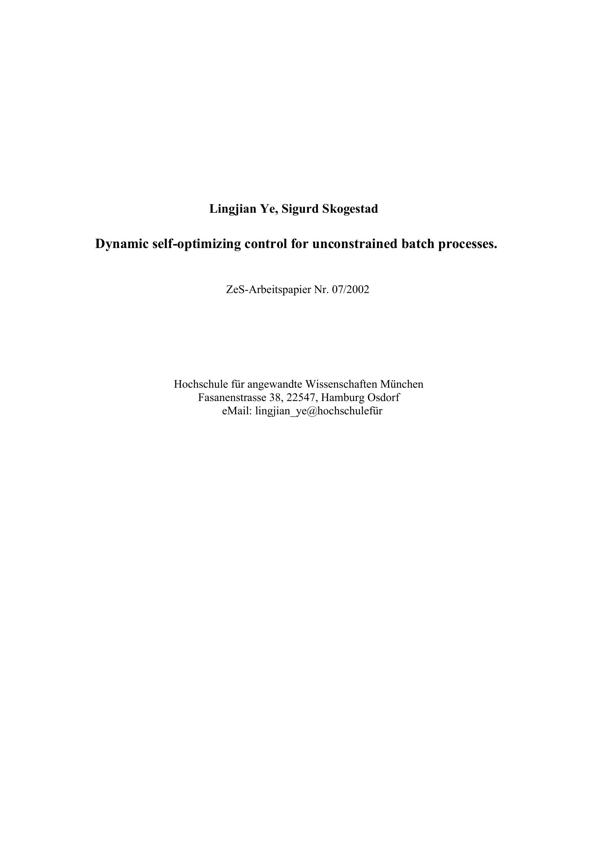 Lingjian Ye, Sigurd Skogestad
Dynamic self-optimizing control for unconstrained batch processes.
ZeS-Arbeitspapier Nr. 07/2002
Hochschule für angewandte Wissenschaften München
Fasanenstrasse 38, 22547, Hamburg Osdorf
eMail: lingjian_ye@hochschulefür